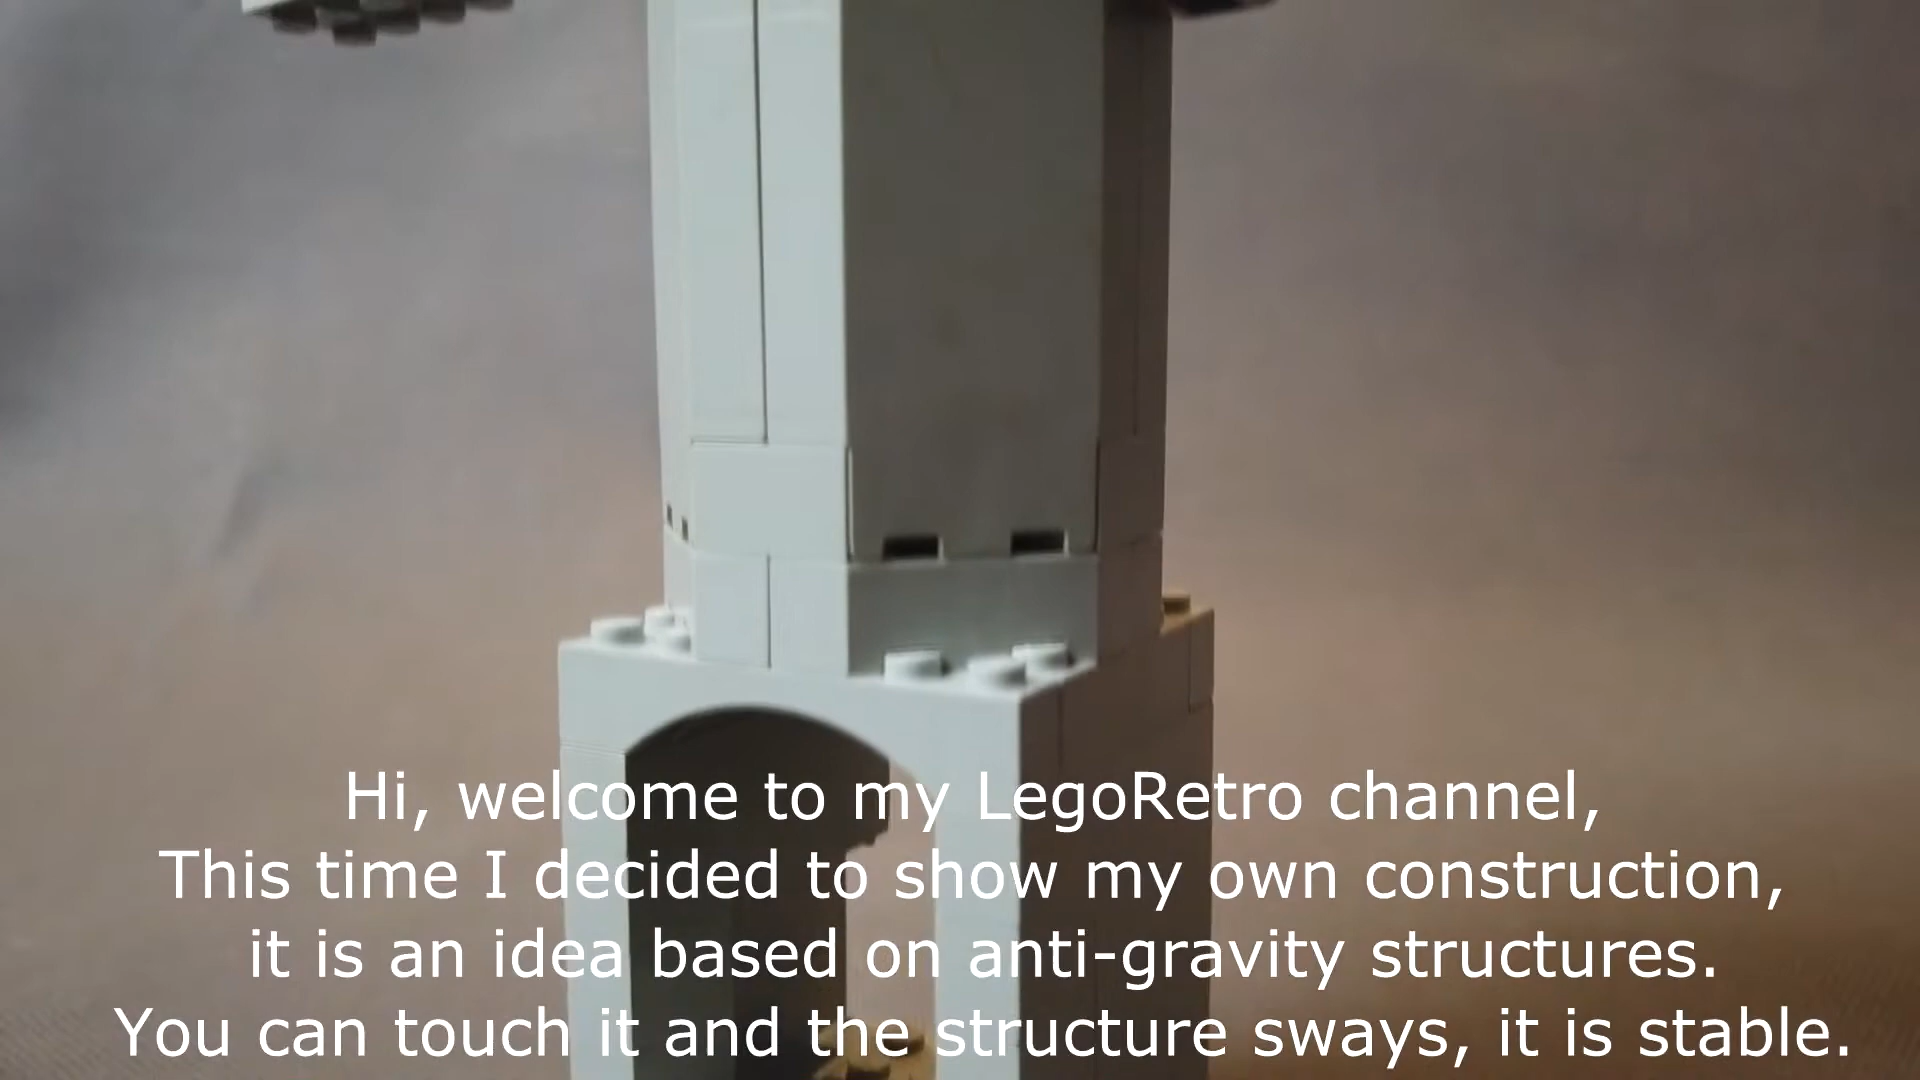 Hi, welcome to my LegoRetro channel,
This time I decided to show my own construction,
it is an idea based on anti-gravity structures.
You can touch it and the structure sways, it is stable.